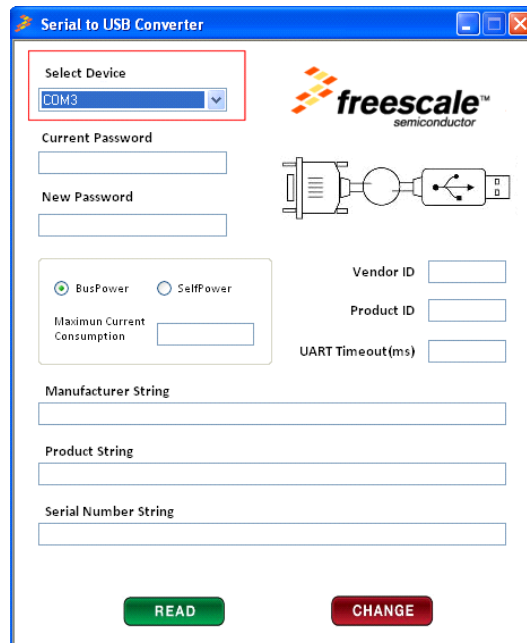 Serial to USB Converter
Select Device
COM3
freescale™
semiconductor
Current Password
New Password
BusPower
SelfPower
Maximun Current
Consumption
Vendor ID
Product ID
UART Timeout(ms)
Manufacturer String
Product String
Serial Number String
READ
CHANGE